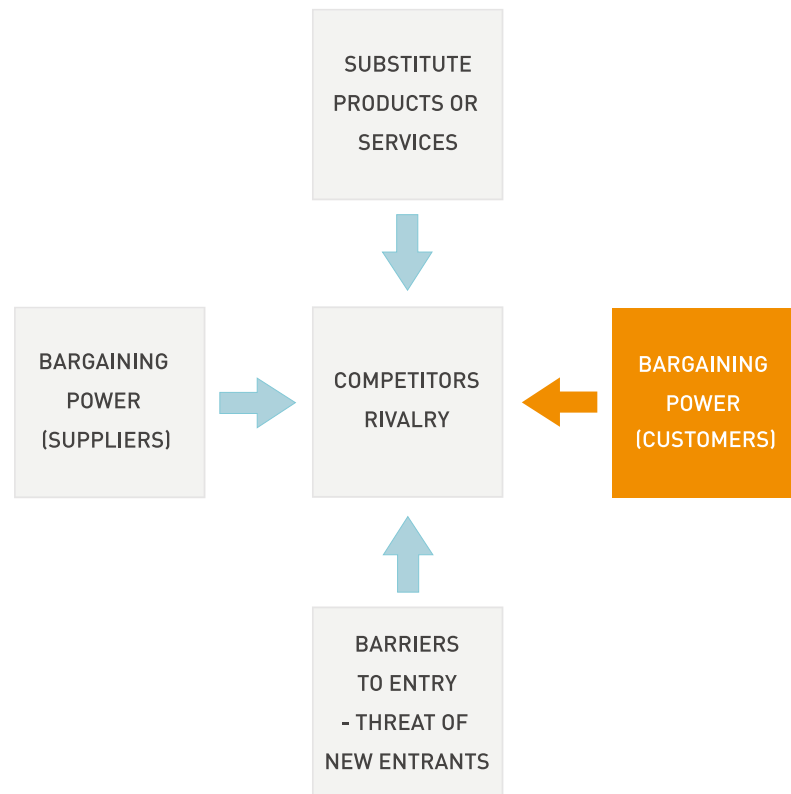 SUBSTITUTE
PRODUCTS OR
SERVICES
BARGAINING
POWER
(SUPPLIERS)
COMPETITORS
RIVALRY
BARGAINING
POWER
(CUSTOMERS)
BARRIERS
TO ENTRY
- THREAT OF
NEW ENTRANTS